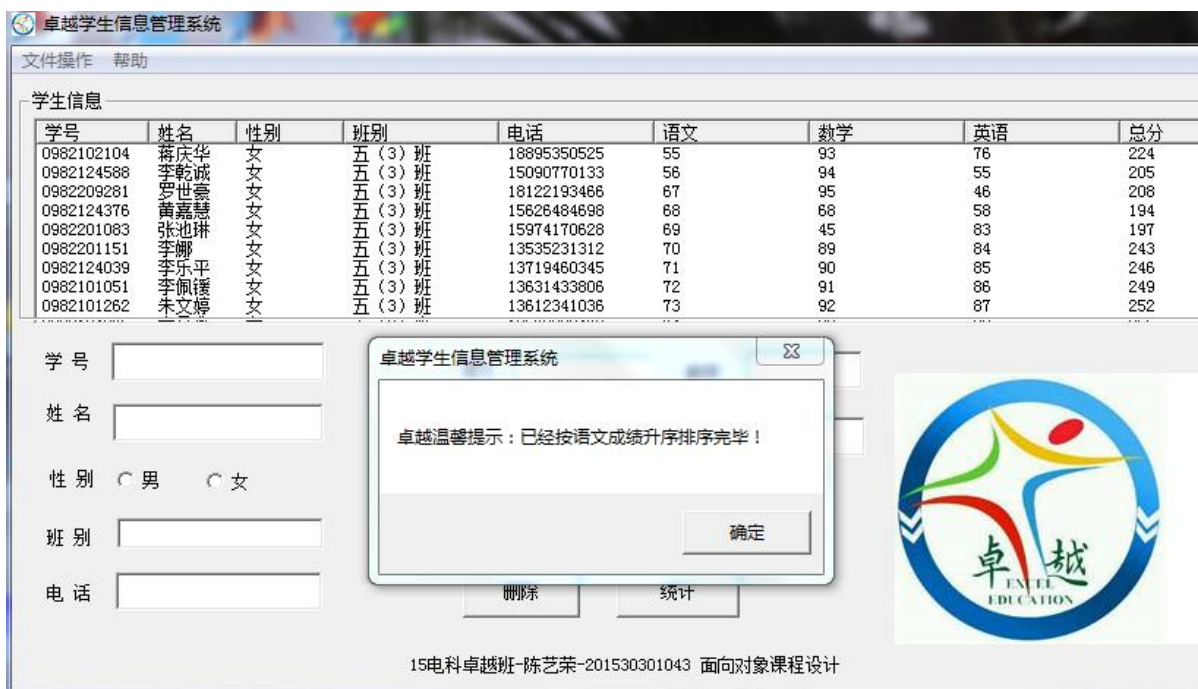 卓越学生信息管理系统
文件操作 帮助
学生信息
学号 姓名 性别 班别 电话 语文 数学 英语 总分
0982102104 蒋庆华 女 五（3）班 18895350525 55 93 76 224
0982124588 李乾诚 女 五（3）班 15090770133 56 94 55 205
0982209281 罗世豪 女 五（3）班 18122193466 67 95 46 208
0982124376 黄嘉慧 女 五（3）班 15626484698 68 68 58 194
0982201083 张池琳 女 五（3）班 15974170628 69 45 83 197
0982201151 李娜 女 五（3）班 13535231312 70 89 84 243
0982124039 李乐平 女 五（3）班 13719460345 71 90 85 246
0982101051 李佩镘 女 五（3）班 13631433806 72 91 86 249
0982101262 朱文婷 女 五（3）班 13612341036 73 92 87 252
学号
卓越学生信息管理系统
姓名
卓越温馨提示：已经按语文成绩升序排序完毕！
性别 男 女
班别
确定
电话
删除 统计
卓越
EXCEL
EDUCATION
15电科卓越班-陈艺荣-201530301043 面向对象课程设计